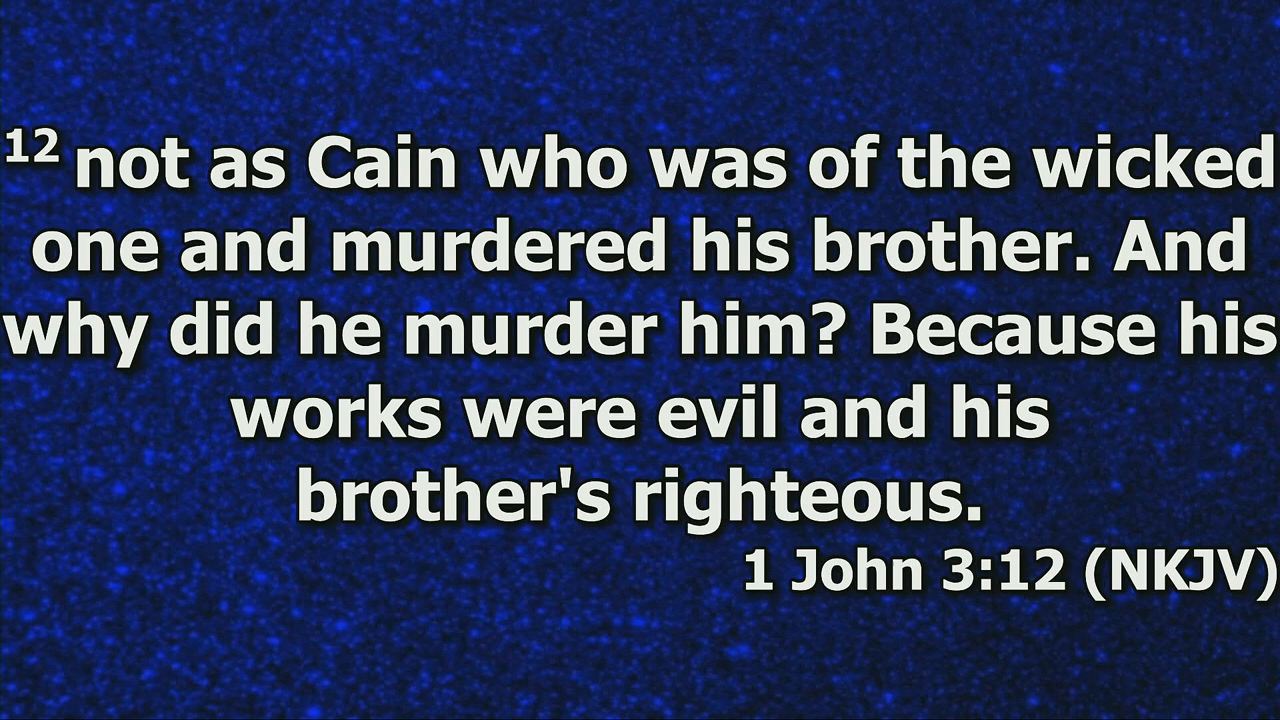 12 not as Cain who was of the wicked
one and murdered his brother. And
why did he murder him? Because his
works were evil and his
brother's righteous.
1 John 3:12 (NKJV)